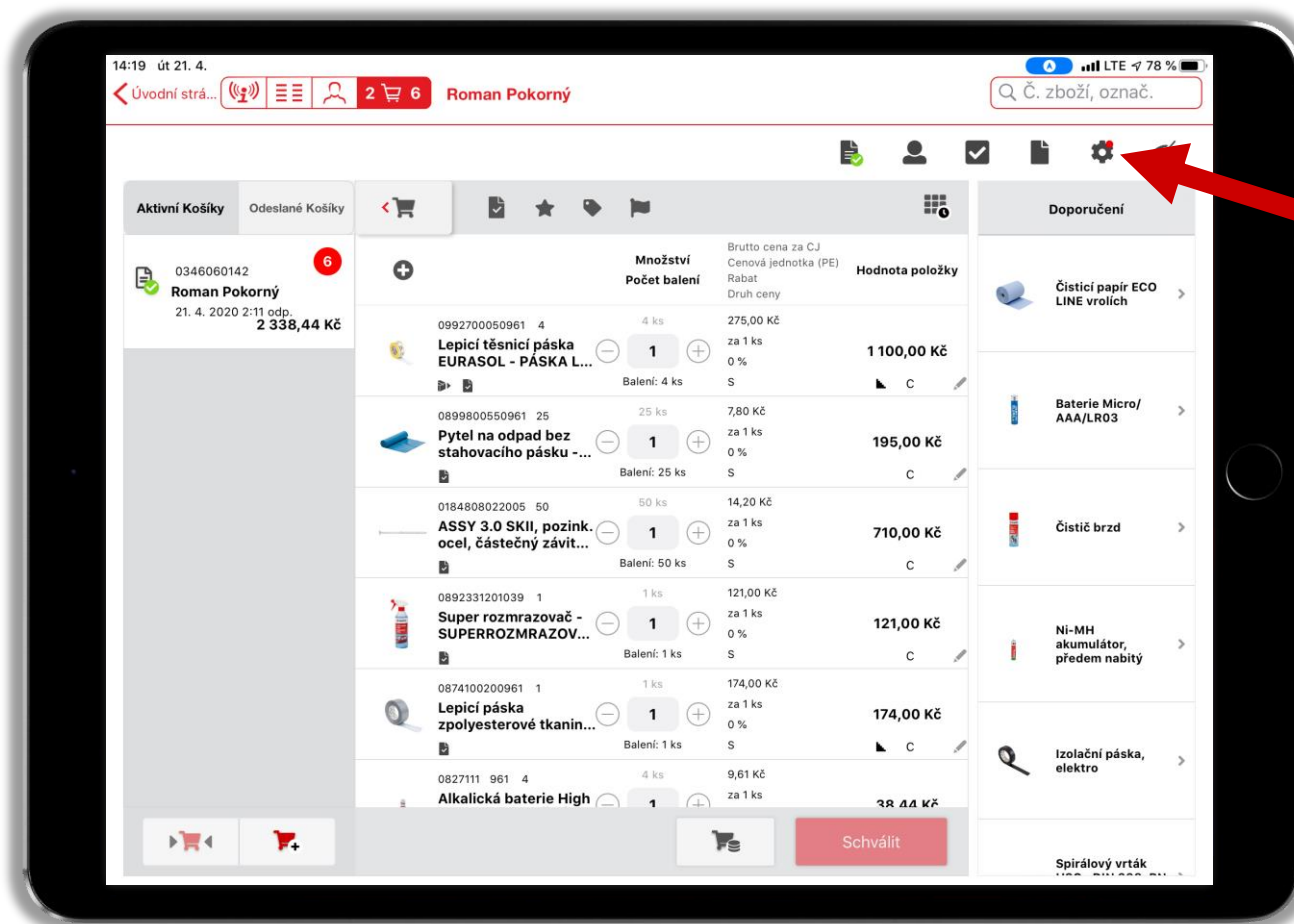 14:19 út 21. 4.
LTE 78 %
Úvodní strá...
2 6
Roman Pokorný
Č. zboží, označ.
Aktivní Košíky
Odeslané Košíky
Doporučení
6
0346060142
Roman Pokorný
21. 4. 2020 2:11 odp.
2 338,44 Kč
Množství
Počet balení
Brutto cena za CJ
Cenová jednotka (PE)
Rabat
Druh ceny
Hodnota položky
0992700050961 4
Lepicí těsnicí páska
EURASOL - PÁSKA L...
4 ks
1
Balení: 4 ks
275,00 Kč
za 1 ks
0 %
S
1 100,00 Kč
C
0899800550961 25
Pytel na odpad bez
stahovacího pásku -...
25 ks
1
Balení: 25 ks
7,80 Kč
za 1 ks
0 %
S
195,00 Kč
C
0184808022005 50
ASSY 3.0 SKII, pozink.
ocel, částečný závit...
50 ks
1
Balení: 50 ks
14,20 Kč
za 1 ks
0 %
S
710,00 Kč
C
0892331201039 1
Super rozmrazovač -
SUPERROZMRAZOV...
1 ks
1
Balení: 1 ks
121,00 Kč
za 1 ks
0 %
S
121,00 Kč
C
0874100200961 1
Lepicí páska
zpolyesterové tkanin...
1 ks
1
Balení: 1 ks
174,00 Kč
za 1 ks
0 %
S
174,00 Kč
C
0827111 961 4
Alkalická baterie High
4 ks
1
9,61 Kč
za 1 ks
38,44 Kč
Schválit
Čisticí papír ECO
LINE vrolích
Baterie Micro/
AAA/LR03
Čistič brzd
Ni-MH
akumulátor,
předem nabitý
Izolační páska,
elektro
Spirálový vrták